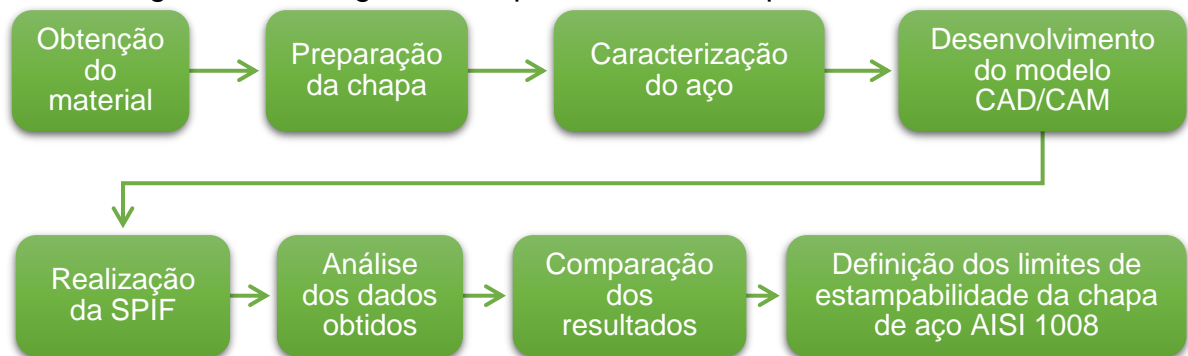 Obtenção
do
material
Preparação
da chapa
Caracterização
do aço
Desenvolvimento
do modelo
CAD/CAM
Realização
da SPIF
Análise
dos dados
obtidos
Comparação
dos
resultados
Definição dos limites de
estampabilidade da chapa
de aço AISI 1008